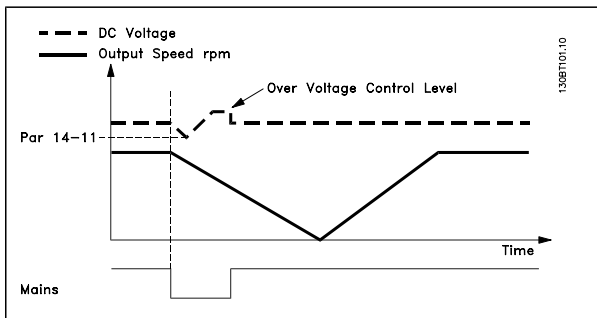 DC Voltage
Output Speed rpm
Over Voltage Control Level
Par 14-11
Time
Mains
130BT101.10